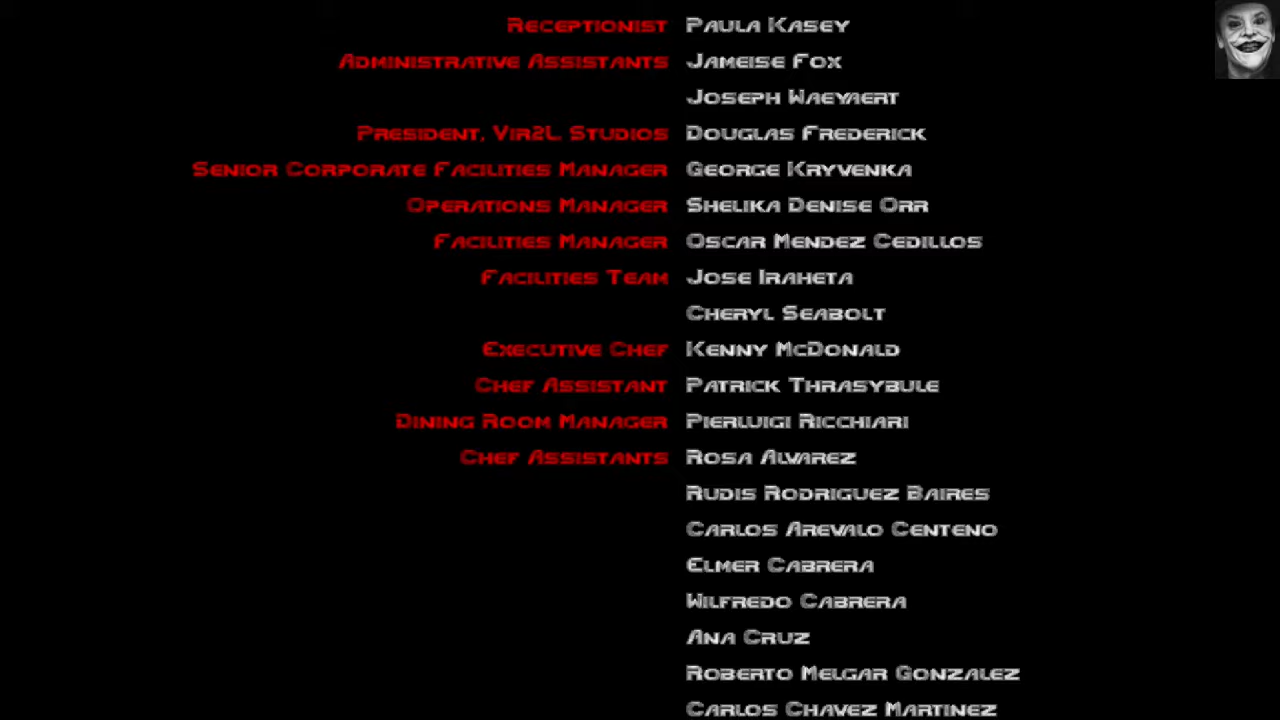 Receptionist Paula Kasey
Administrative Assistants Jameise Fox
Joseph Waeyaert
President, Vir2L Studios Douglas Frederick
Senior Corporate Facilities Manager George Kryvenka
Operations Manager Shelika Denise Orr
Facilities Manager Oscar Mendez Cedillos
Facilities Team Jose Iraheta
Cheryl Seabolt
Executive Chef Kenny McDonald
Chef Assistant Patrick Thrasybule
Dining Room Manager Pierluigi Ricchiari
Chef Assistants Rosa Alvarez
Rudis Rodriguez Baires
Carlos Arevalo Centeno
Elmer Cabrera
Wilfredo Cabrera
Ana Cruz
Roberto Melgar Gonzalez
Carlos Chavez Martinez